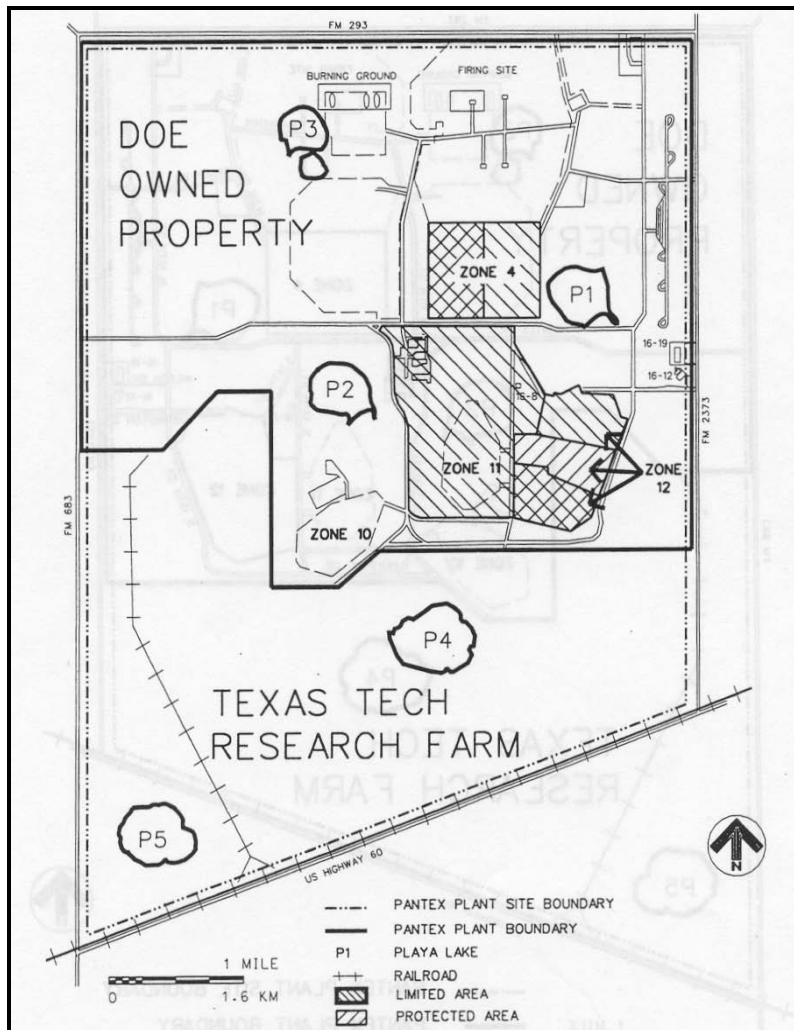 FM 293
BURNING GROUND
FIRING SITE
P3
DOE
OWNED
PROPERTY
ZONE 4
P1
16-19
16-12
P2
FM 2373
ZONE 11
ZONE
12
FM 683
ZONE 10
P4
TEXAS TECH
RESEARCH FARM
P5
US HIGHWAY 60
N
PANTEX PLANT SITE BOUNDARY
PANTEX PLANT BOUNDARY
P1 PLAYA LAKE
RAILROAD
LIMITED AREA
PROTECTED AREA
1 MILE
0 1.6 KM